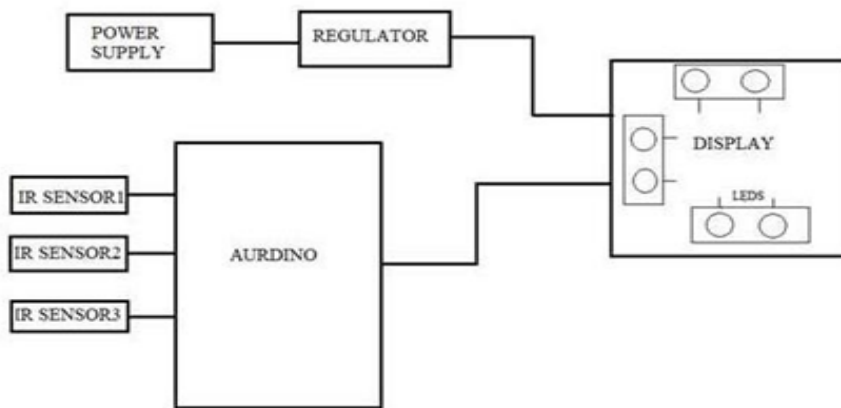 POWER
SUPPLY
REGULATOR
DISPLAY
LEDS
IR SENSOR1
IR SENSOR2
IR SENSOR3
AURDINO